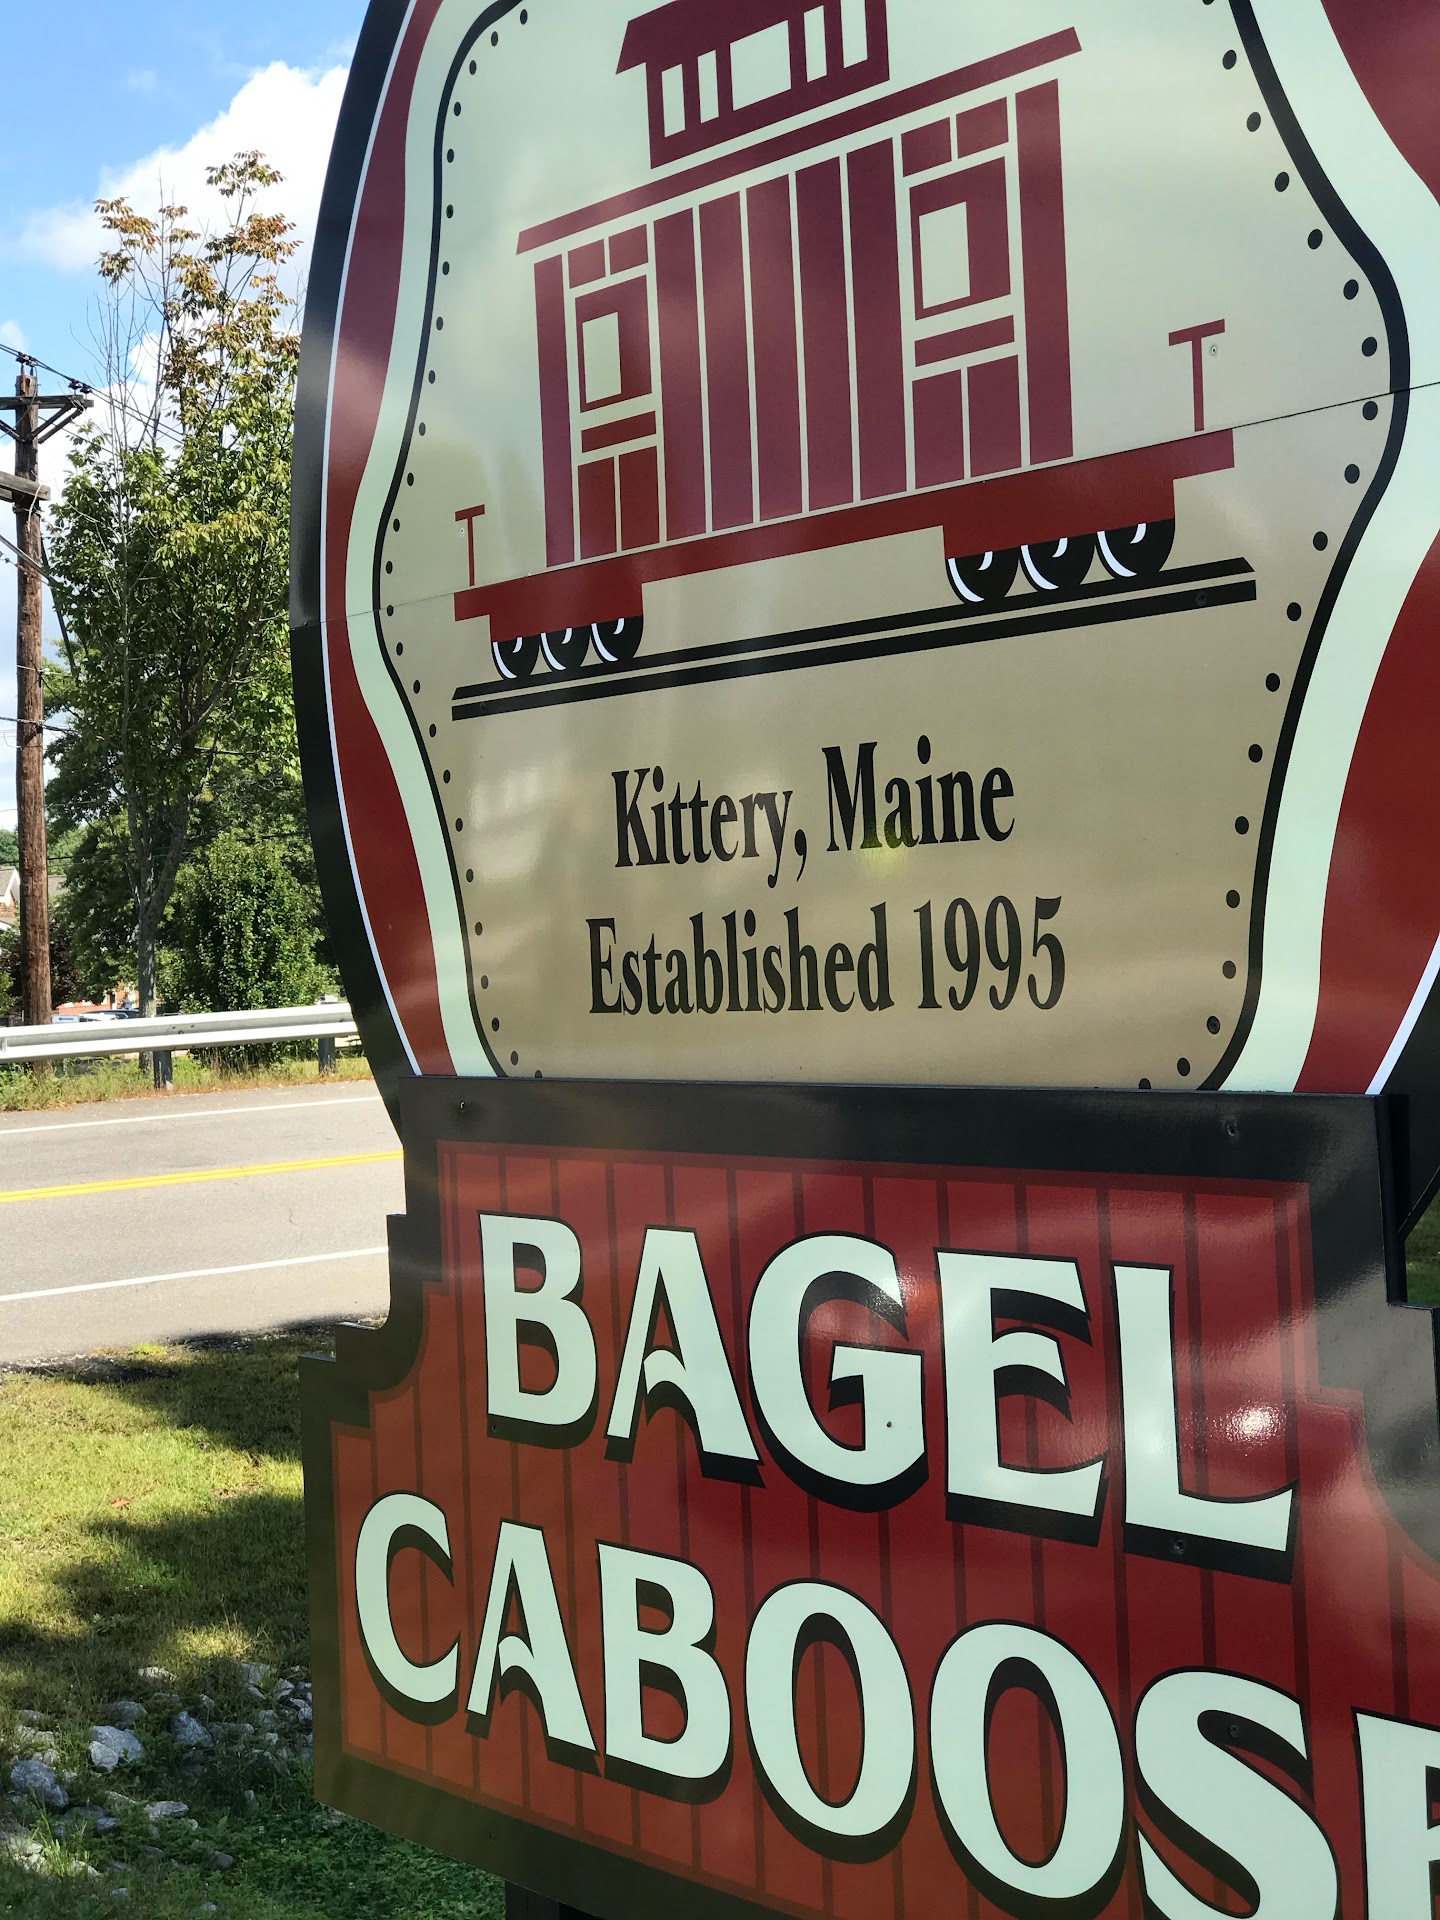 Kittery, Maine
Established 1995
BAGEL
CABOOSE